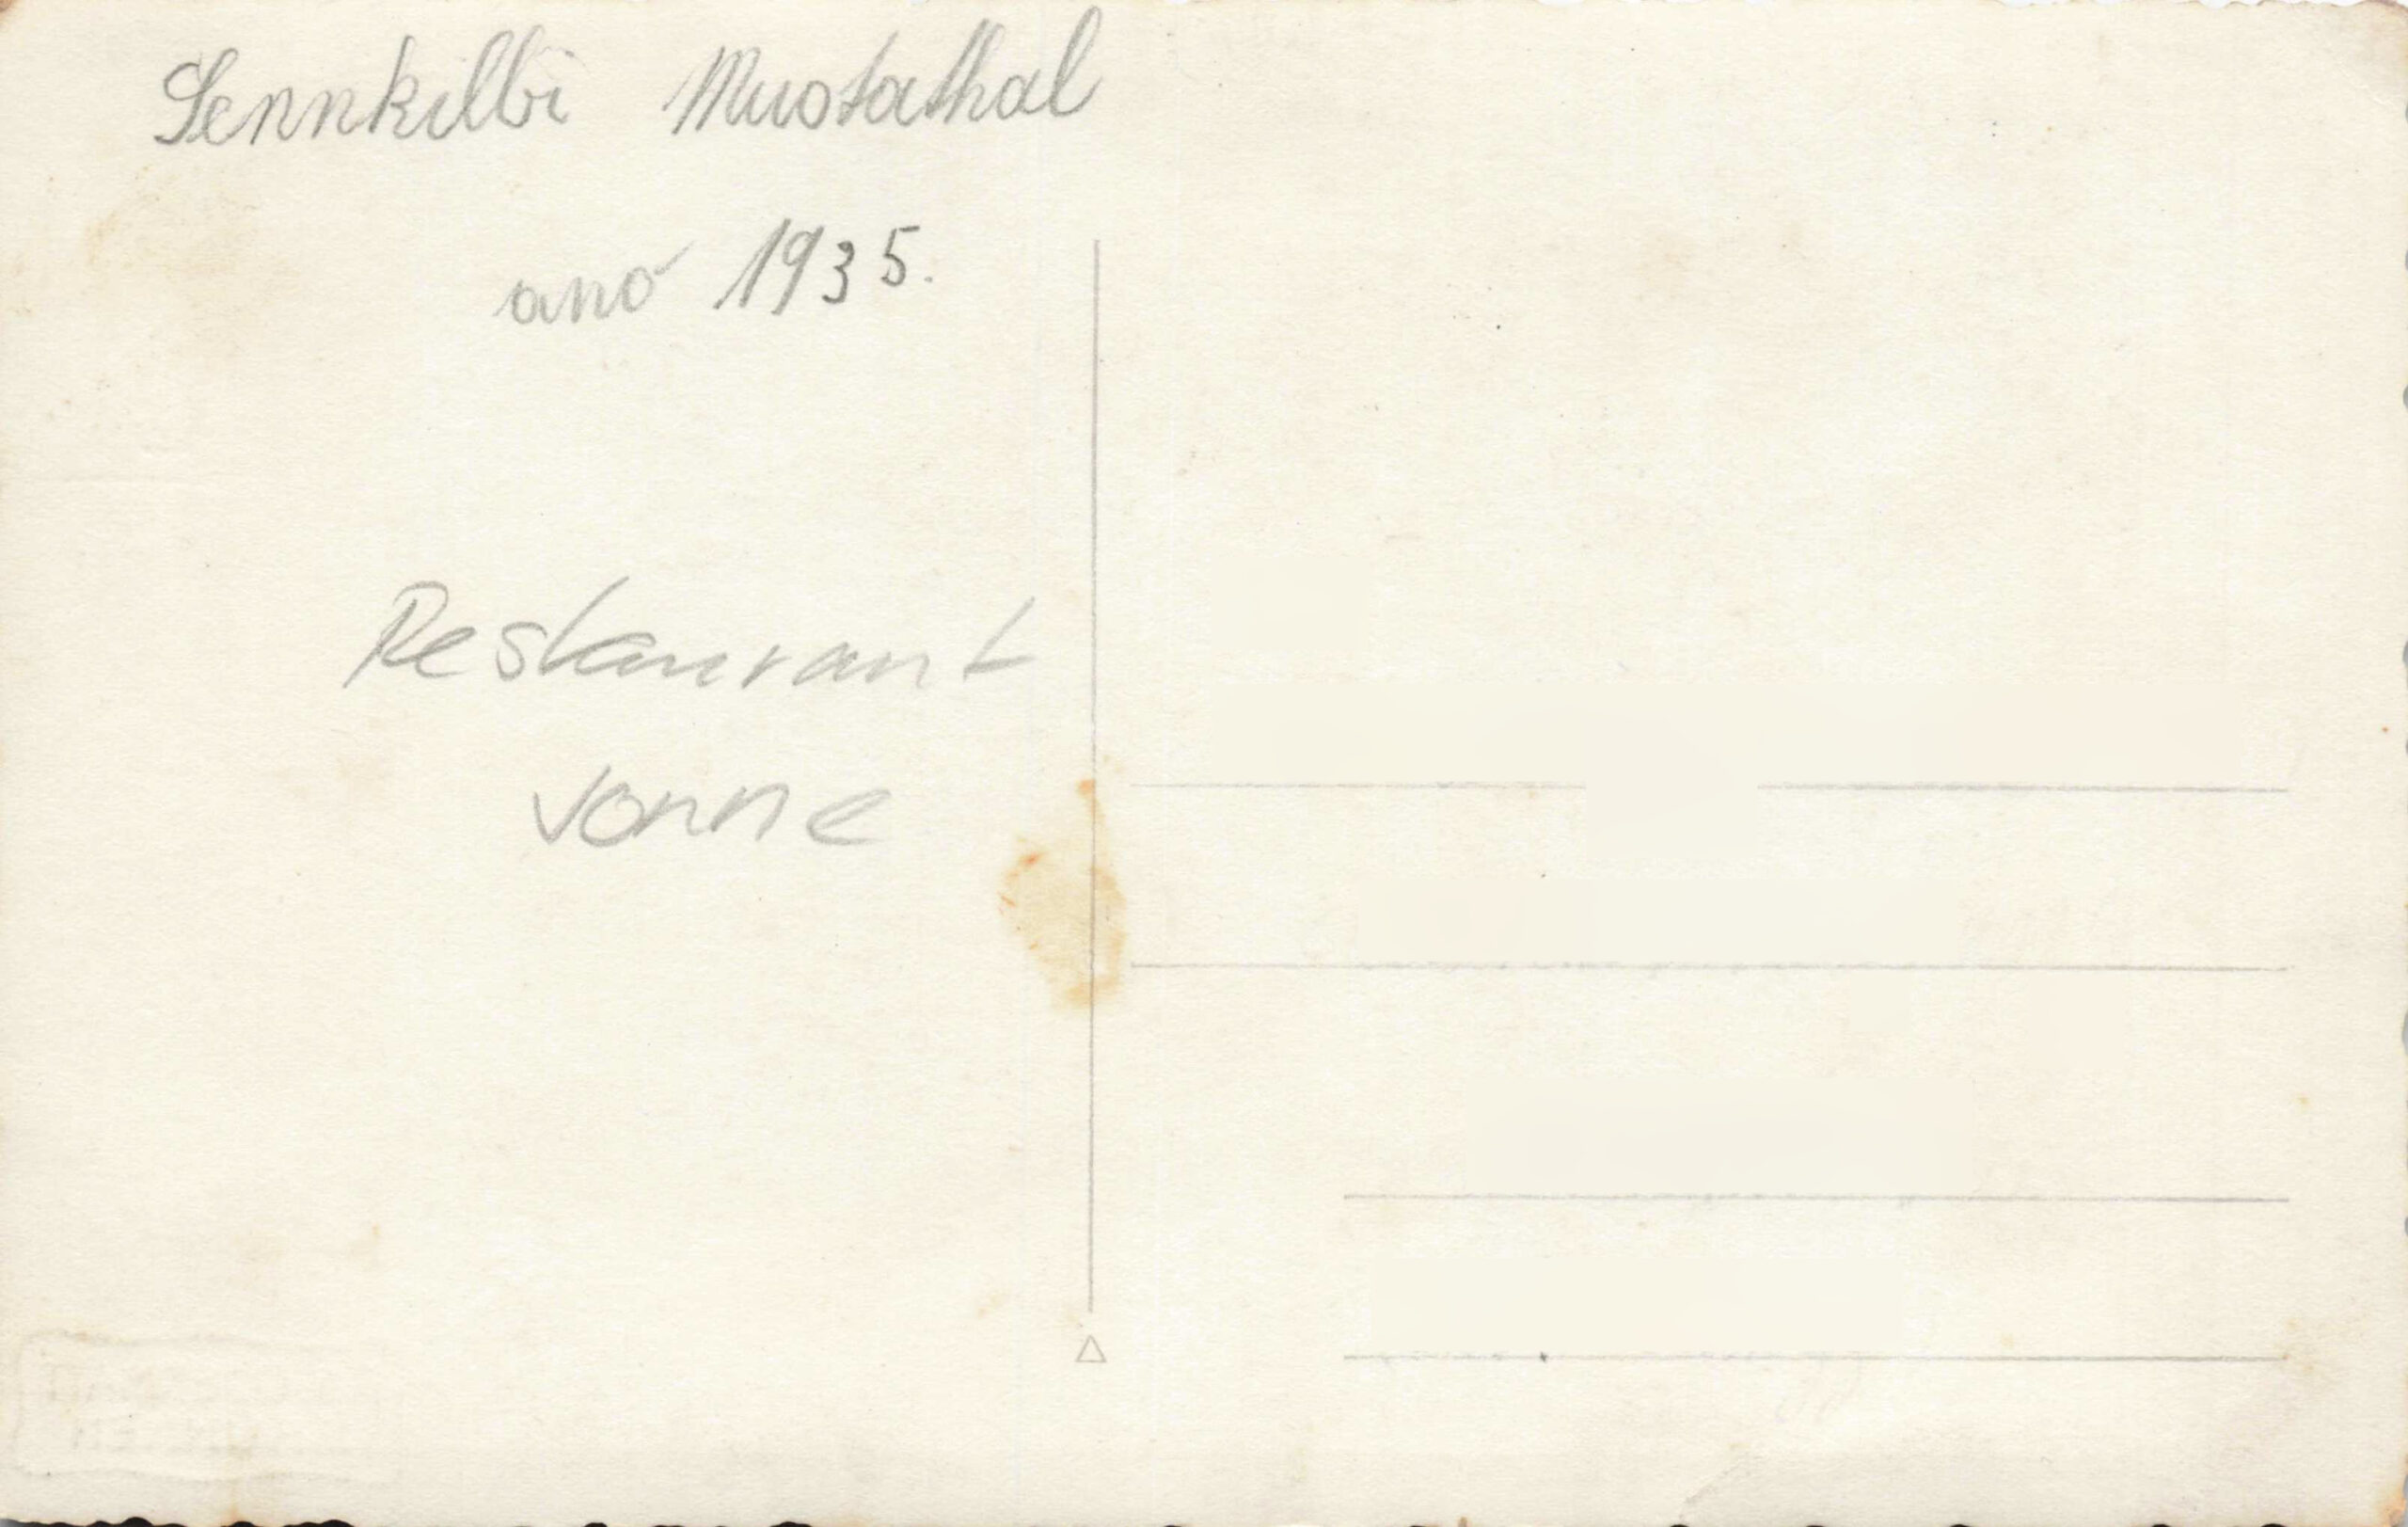 Sennkilbi Muotathal
ano 1935.
Restaurant
Sonne